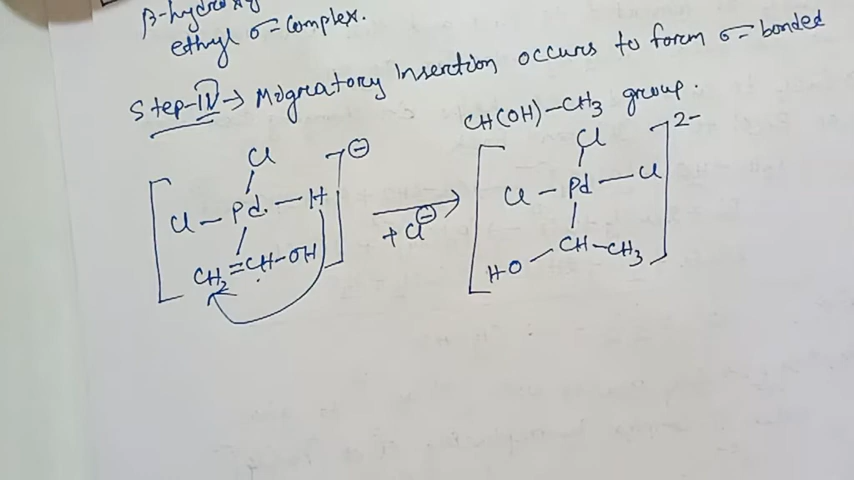 β-hydroxy
ethyl σ-complex.
Step-IV → Migratory Insertion occurs to form σ-bonded
CH(OH)-CH3 group.
[Cl Cl-Pd-H CH2=CH-OH]⊖ +Cl⊖ → [Cl Cl-Pd-Cl HO-CH-CH3]2-